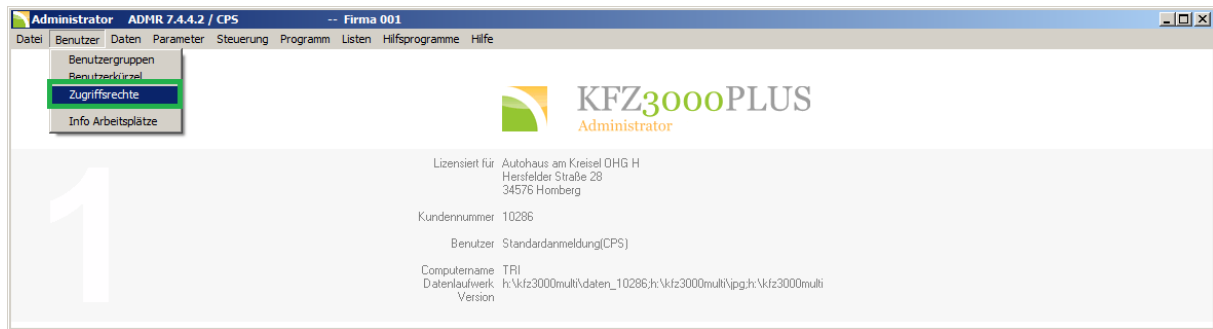 Administrator ADMR 7.4.4.2 / CPS -- Firma 001
Datei Benutzer Daten Parameter Steuerung Programm Listen Hilfsprogramme Hilfe
Benutzergruppen
Benutzerkürzel
Zugriffsrechte
Info Arbeitsplätze
KFZ3000PLUS
Administrator
1
Lizensiert für Autohaus am Kreisel OHG H
Hersfelder Straße 28
34576 Homberg
Kundennummer 10286
Benutzer Standardanmeldung(CPS)
Computername TRI
Datenlaufwerk h:\kfz3000multi\daten_10286;h:\kfz3000multi\jpg;h:\kfz3000multi
Version